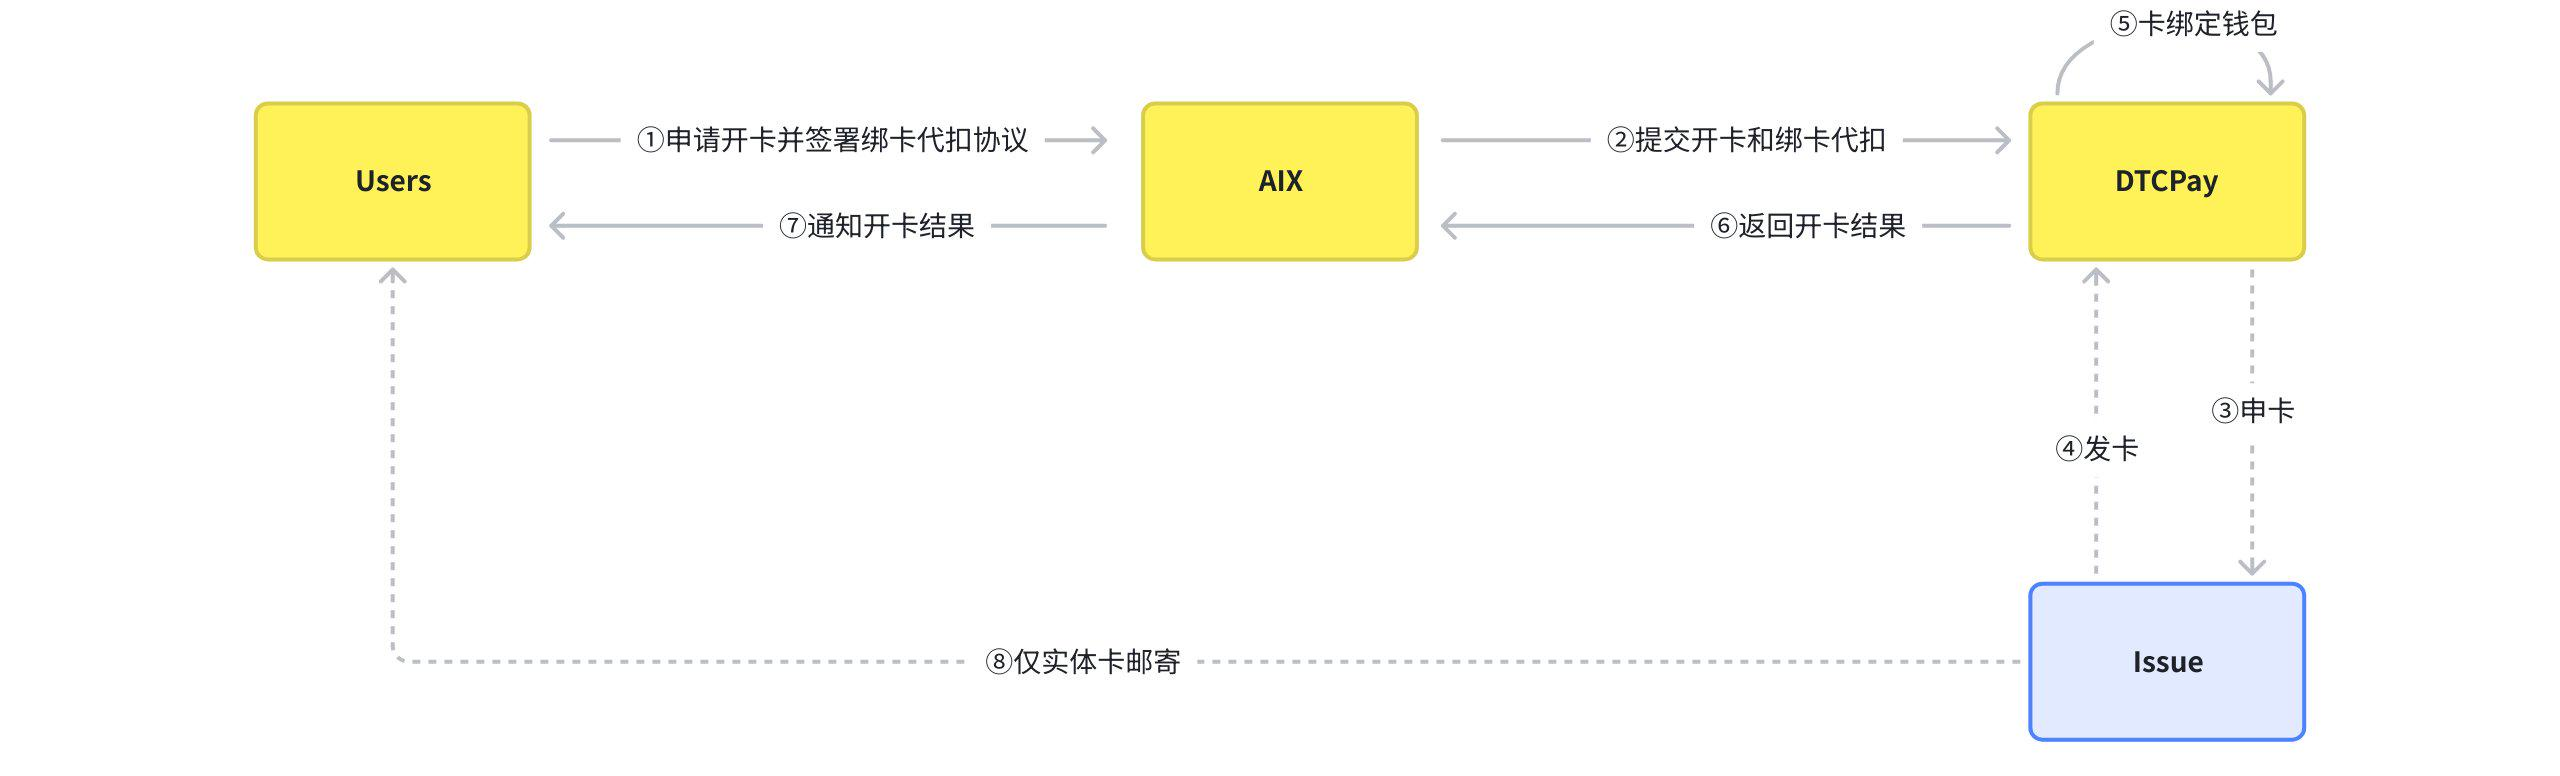 ⑤卡绑定钱包
①申请开卡并签署绑卡代扣协议
②提交开卡和绑卡代扣
Users
AIX
DTCPay
⑦通知开卡结果
⑥返回开卡结果
③申卡
④发卡
⑧仅实体卡邮寄
Issue